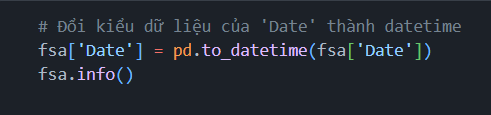 # Đổi kiểu dữ liệu của 'Date' thành datetime
fsa['Date'] = pd.to_datetime(fsa['Date'])
fsa.info()